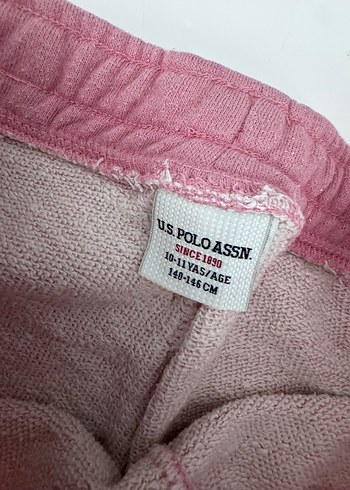 U.S. POLO ASSN.
SINCE 1890
10-11 YAS/AGE
140-146 CM